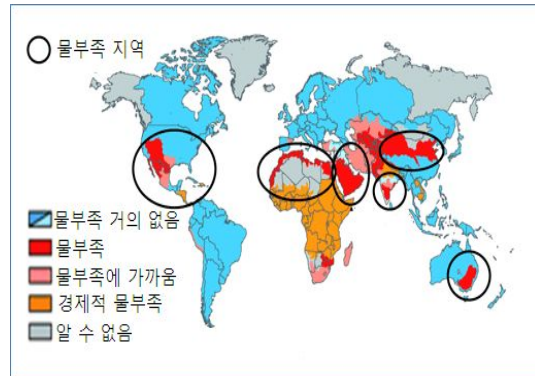 물부족 지역
물부족 거의 없음
물부족
물부족에 가까움
경제적 물부족
알 수 없음